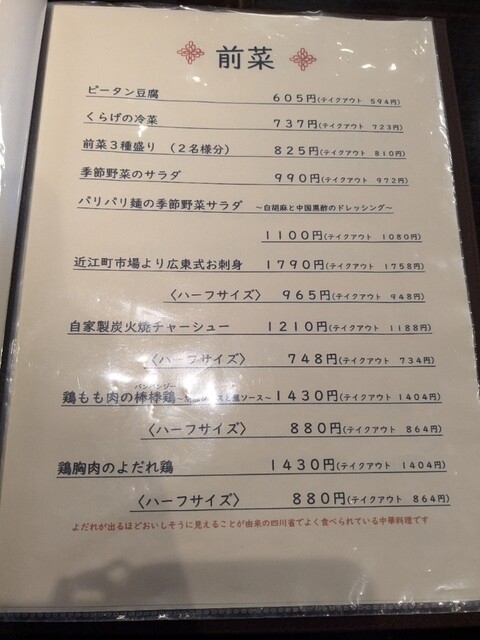 前菜
ピータン豆腐 605円(テイクアウト 594円)
くらげの冷菜 737円(テイクアウト 723円)
前菜3種盛り (2名様分) 825円(テイクアウト 810円)
季節野菜のサラダ 990円(テイクアウト 972円)
パリパリ麺の季節野菜サラダ ～白胡麻と中国黒酢のドレッシング～
1100円(テイクアウト 1080円)
近江町市場より広東式お刺身 1790円(テイクアウト 1758円)
〈ハーフサイズ〉 965円(テイクアウト 948円)
自家製炭火焼チャーシュー 1210円(テイクアウト 1188円)
〈ハーフサイズ〉 748円(テイクアウト 734円)
バンバンジー
鶏もも肉の棒棒鶏 ソース～1430円(テイクアウト 1404円)
〈ハーフサイズ〉 880円(テイクアウト 864円)
鶏胸肉のよだれ鶏 1430円(テイクアウト 1404円)
〈ハーフサイズ〉 880円(テイクアウト 864円)
よだれが出るほどおいしそうに見えることが由来の四川省でよく食べられている中華料理です